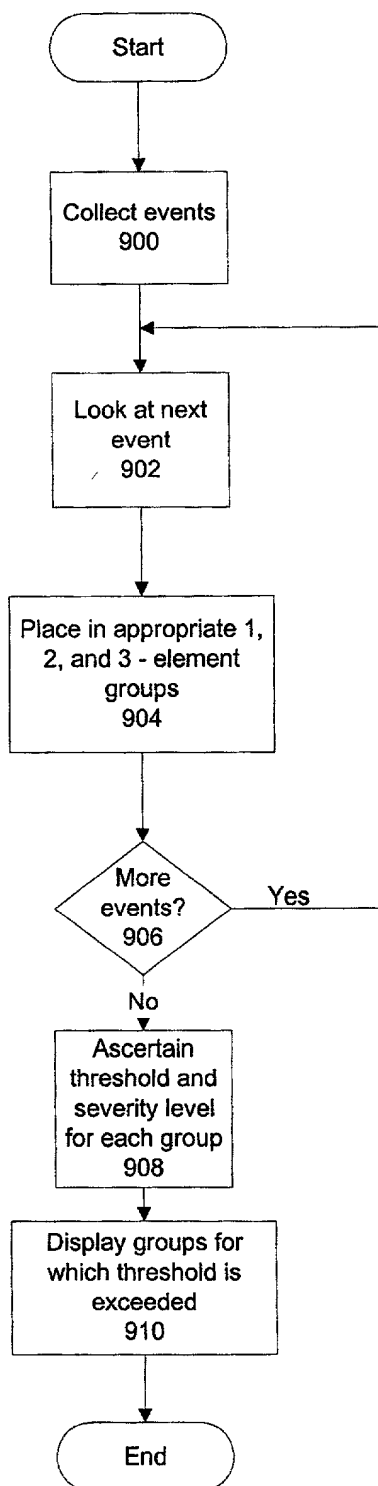 Start
Collect events
900
Look at next
event
902
Place in appropriate 1,
2, and 3 - element
groups
904
More
events?
906
Yes
No
Ascertain
threshold and
severity level
for each group
908
Display groups for
which threshold is
exceeded
910
End